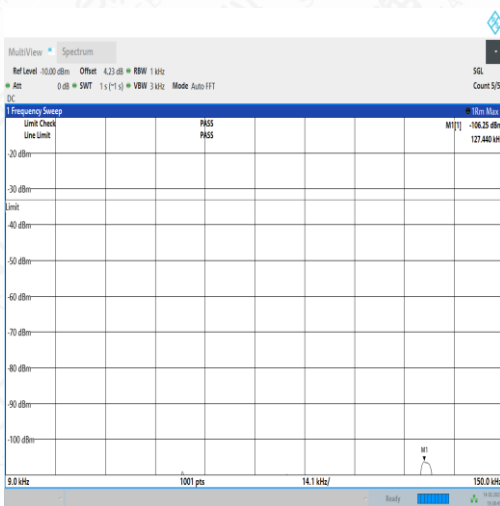 MultiView Spectrum
Ref Level -10.00 dBm Offset 4.23 dB RBW 1 kHz SGL
Att 0 dB SWT 1 s (~1 s) VBW 3 kHz Mode Auto FFT Count 5/5
DC
1 Frequency Sweep 1Rm Max
Limit Check PASS M1[1] -106.25 dBm
Line Limit PASS 127.440 kH
-20 dBm
-30 dBm
Limit
-40 dBm
-50 dBm
-60 dBm
-70 dBm
-80 dBm
-90 dBm
-100 dBm
M1
9.0 kHz 1001 pts 14.1 kHz/ 150.0 kHz
Ready